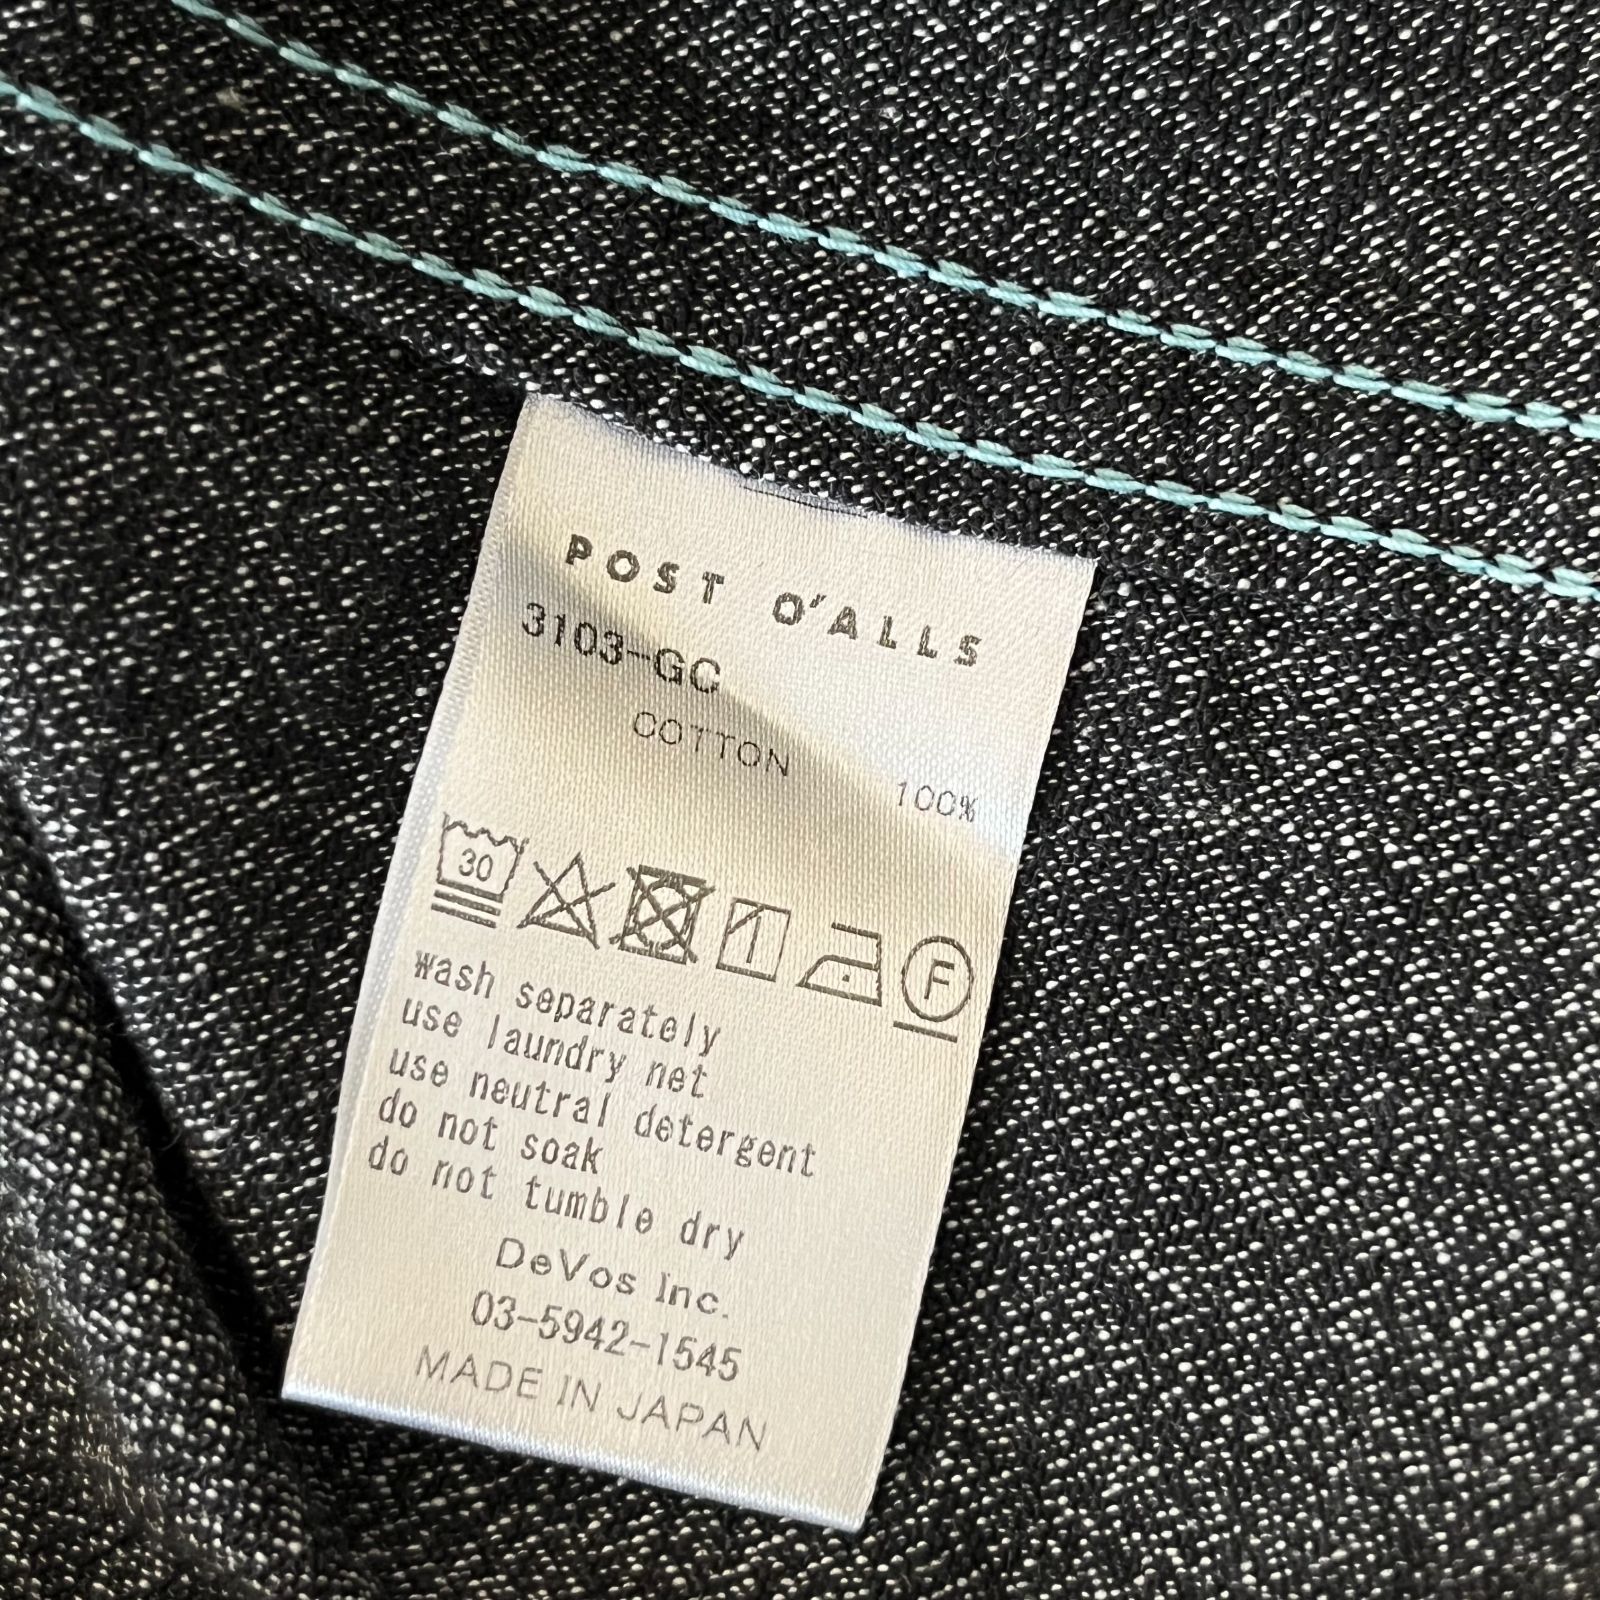 POST O'ALLS
3103-GC
COTTON 100%
30
F
wash separately
use laundry net
use neutral detergent
do not soak
do not tumble dry
DeVos Inc.
03-5942-1545
MADE IN JAPAN